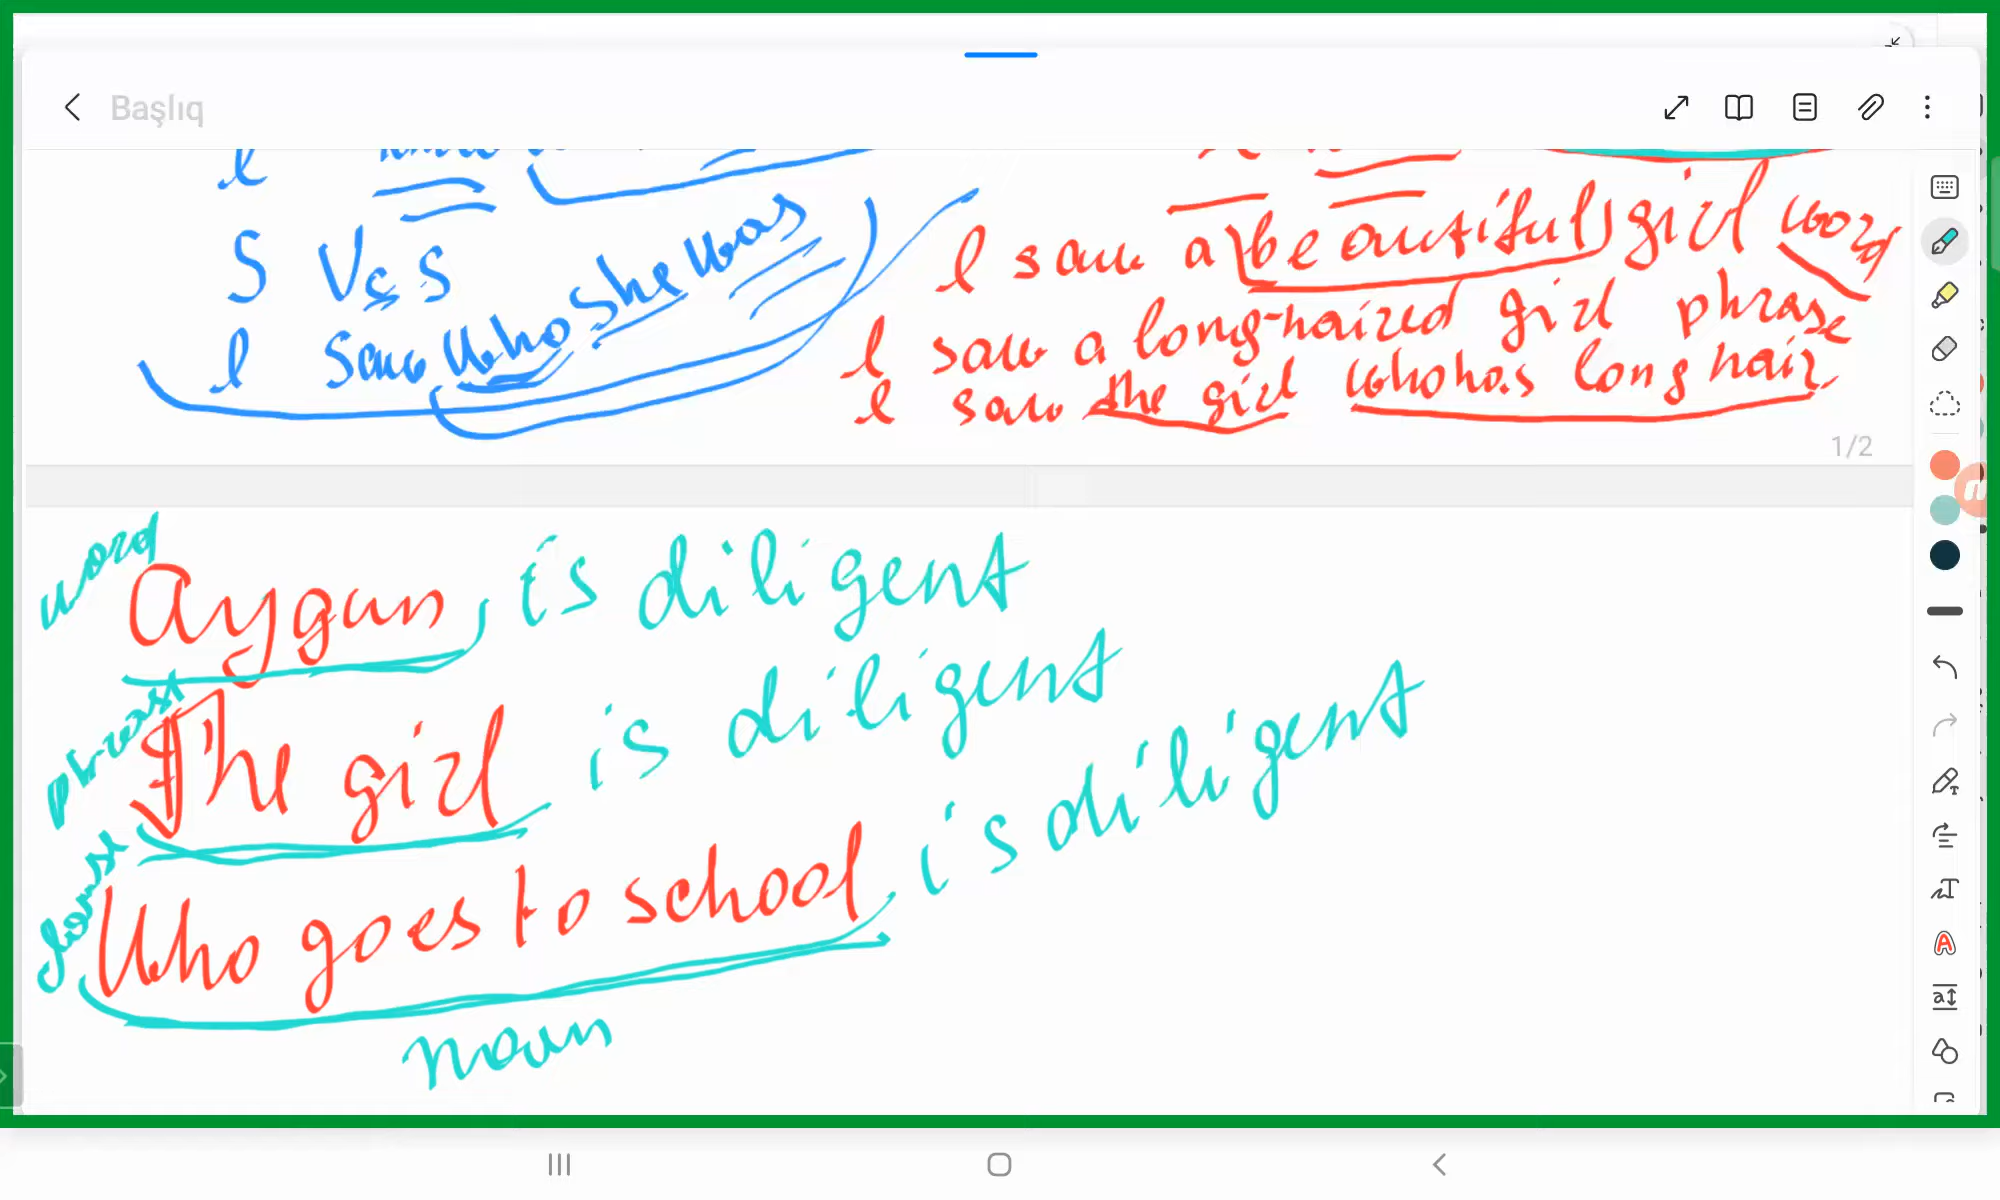 Başlıq
S V S
I saw who she was
I saw a (beautiful) girl word
I saw a long-haired girl phrase
I saw the girl who has long hair.
1/2
word
Aygun is diligent
phrase
The girl is diligent
clause
Who goes to school is diligent
noun